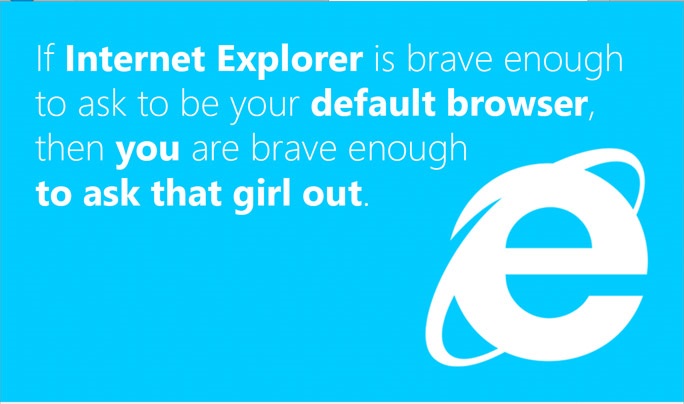 If Internet Explorer is brave enough
to ask to be your default browser,
then you are brave enough
to ask that girl out.